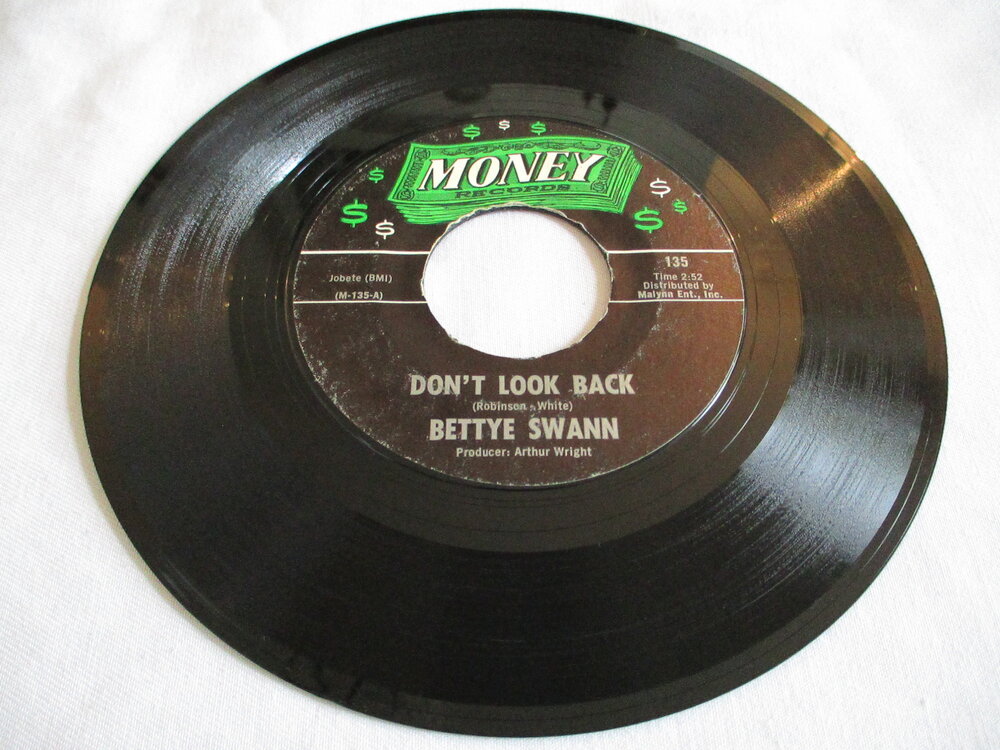 $ $ $
$ MONEY $
RECORDS
$ $ $ $
Jobete (BMI)
(M-135-A)
135
Time 2:52
Distributed by
Malynn Ent., Inc.
DON'T LOOK BACK
(Robinson - White)
BETTYE SWANN
Producer: Arthur Wright